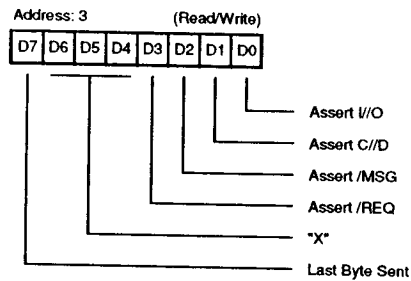 Address: 3 (Read/Write)
D7 D6 D5 D4 D3 D2 D1 D0
Assert I//O
Assert C//D
Assert /MSG
Assert /REQ
"X"
Last Byte Sent